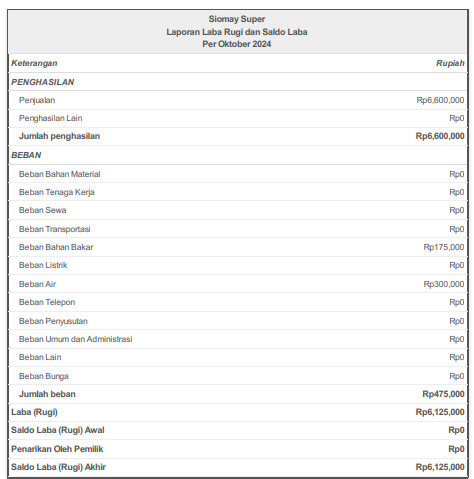 Siomay Super
Laporan Laba Rugi dan Saldo Laba
Per Oktober 2024
Keterangan Rupiah
PENGHASILAN
Penjualan Rp6,600,000
Penghasilan Lain Rp0
Jumlah penghasilan Rp6,600,000
BEBAN
Beban Bahan Material Rp0
Beban Tenaga Kerja Rp0
Beban Sewa Rp0
Beban Transportasi Rp0
Beban Bahan Bakar Rp175,000
Beban Listrik Rp0
Beban Air Rp300,000
Beban Telepon Rp0
Beban Penyusutan Rp0
Beban Umum dan Administrasi Rp0
Beban Lain Rp0
Beban Bunga Rp0
Jumlah beban Rp475,000
Laba (Rugi) Rp6,125,000
Saldo Laba (Rugi) Awal Rp0
Penarikan Oleh Pemilik Rp0
Saldo Laba (Rugi) Akhir Rp6,125,000